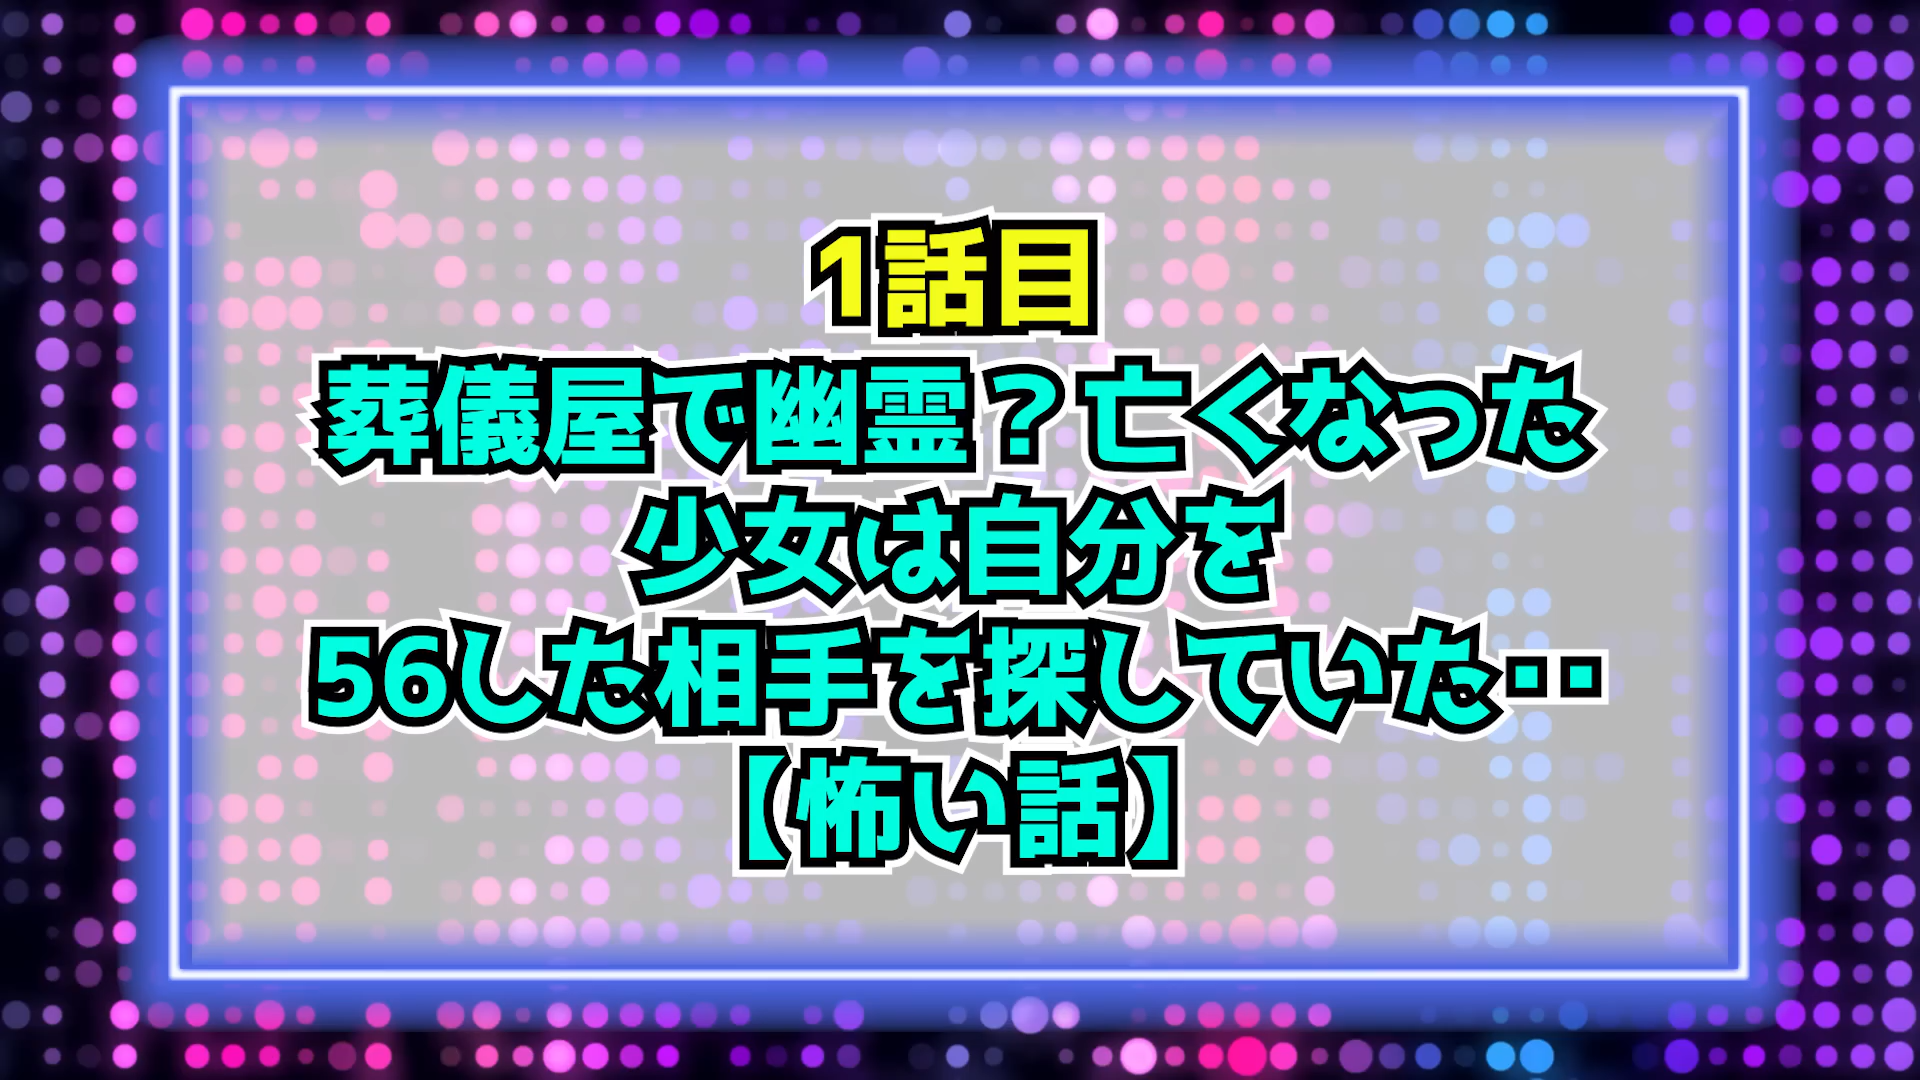 1話目
葬儀屋で幽霊？亡くなった
少女は自分を
56した相手を探していた‥
【怖い話】